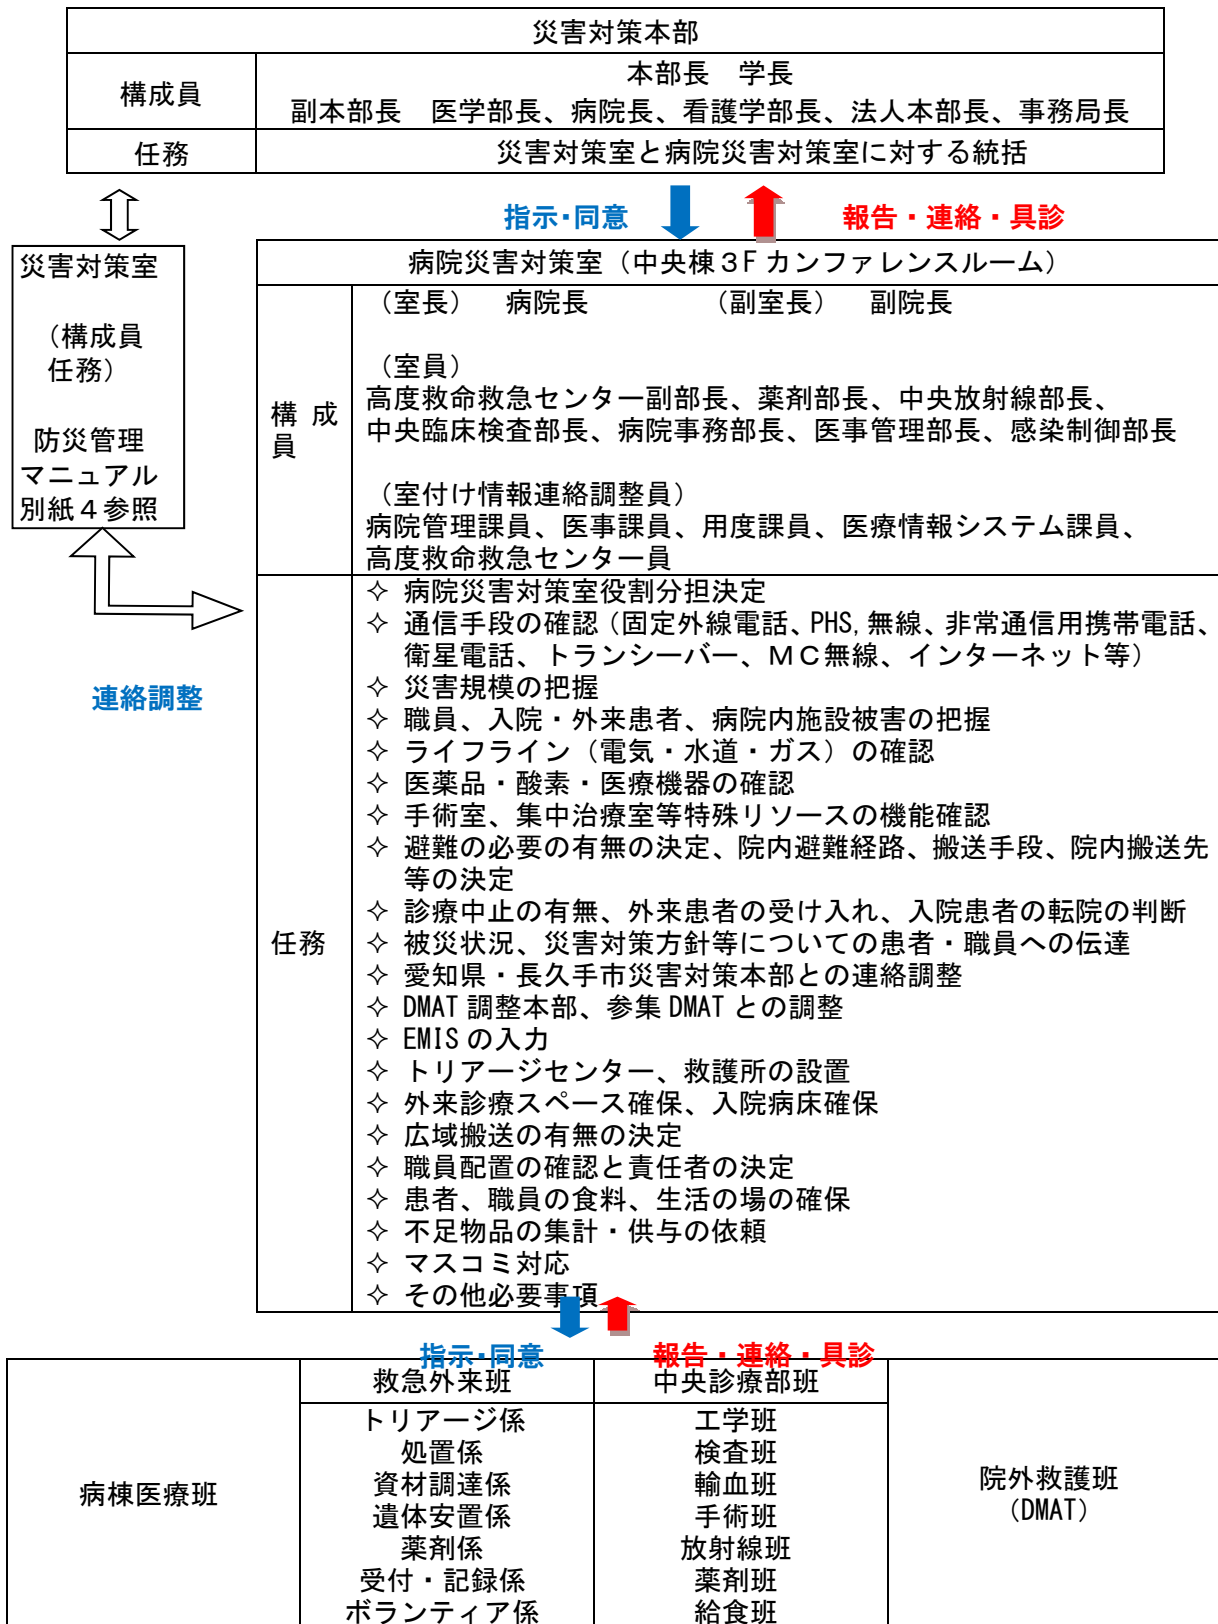 災害対策本部
構成員
本部長　学長
副本部長　医学部長、病院長、看護学部長、法人本部長、事務局長
任務
災害対策室と病院災害対策室に対する統括
指示・同意
報告・連絡・具診
災害対策室
（構成員
任務）
防災管理
マニュアル
別紙４参照
連絡調整
病院災害対策室（中央棟３F カンファレンスルーム）
構 成
員
（室長）　病院長　　　（副室長）　副院長
（室員）
高度救命救急センター副部長、薬剤部長、中央放射線部長、
中央臨床検査部長、病院事務部長、医事管理部長、感染制御部長
（室付け情報連絡調整員）
病院管理課員、医事課員、用度課員、医療情報システム課員、
高度救命救急センター員
任務
✧ 病院災害対策室役割分担決定
✧ 通信手段の確認（固定外線電話、PHS,無線、非常通信用携帯電話、
衛星電話、トランシーバー、ＭＣ無線、インターネット等）
✧ 災害規模の把握
✧ 職員、入院・外来患者、病院内施設被害の把握
✧ ライフライン（電気・水道・ガス）の確認
✧ 医薬品・酸素・医療機器の確認
✧ 手術室、集中治療室等特殊リソースの機能確認
✧ 避難の必要の有無の決定、院内避難経路、搬送手段、院内搬送先
等の決定
✧ 診療中止の有無、外来患者の受け入れ、入院患者の転院の判断
✧ 被災状況、災害対策方針等についての患者・職員への伝達
✧ 愛知県・長久手市災害対策本部との連絡調整
✧ DMAT 調整本部、参集 DMAT との調整
✧ EMIS の入力
✧ トリアージセンター、救護所の設置
✧ 外来診療スペース確保、入院病床確保
✧ 広域搬送の有無の決定
✧ 職員配置の確認と責任者の決定
✧ 患者、職員の食料、生活の場の確保
✧ 不足物品の集計・供与の依頼
✧ マスコミ対応
✧ その他必要事項
指示・同意
報告・連絡・具診
病棟医療班
救急外来班
トリアージ係
処置係
資材調達係
遺体安置係
薬剤係
受付・記録係
ボランティア係
中央診療部班
工学班
検査班
輸血班
手術班
放射線班
薬剤班
給食班
院外救護班
（DMAT）